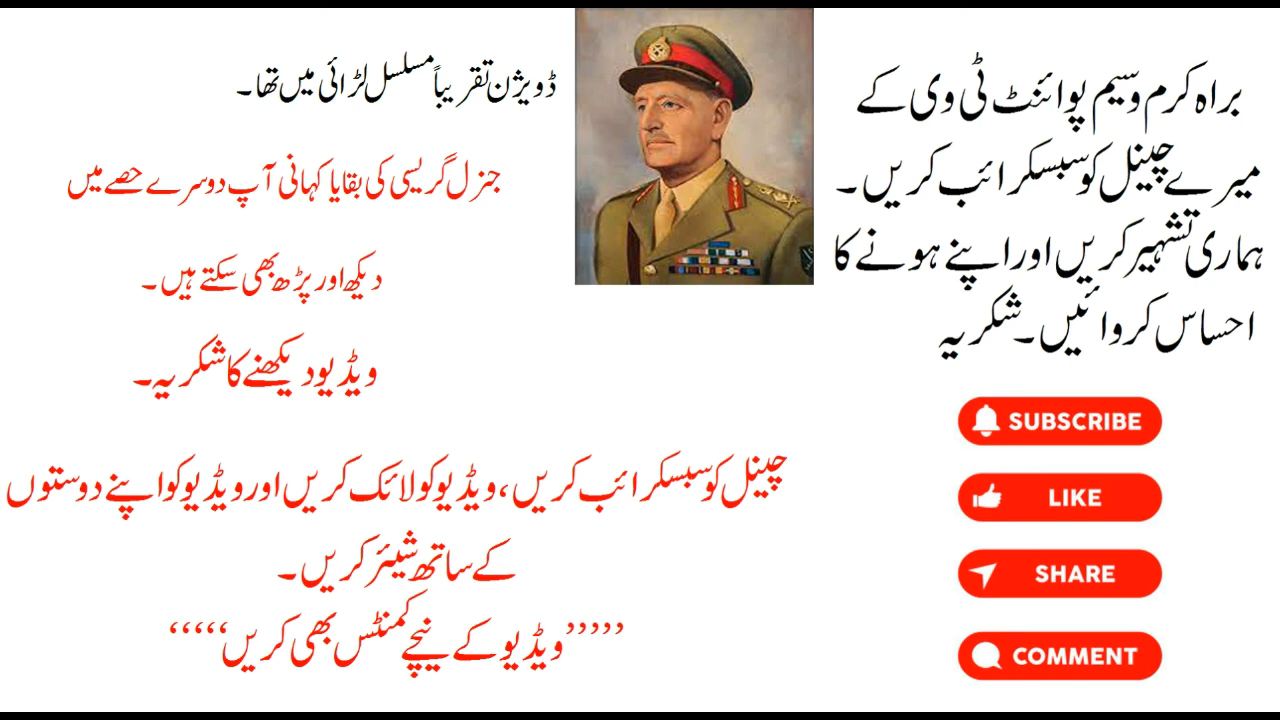 براہ کرم وسیم پوائنٹ ٹی وی کے
میرے چینل کو سبسکرائب کریں۔
ہماری تشہیر کریں اور اپنے ہونے کا
احساس کروائیں۔ شکریہ
SUBSCRIBE
LIKE
SHARE
COMMENT
ڈویژن تقریباً مسلسل لڑائی میں تھا۔
جنرل گریسی کی بقایا کہانی آپ دوسرے حصے میں
دیکھ اور پڑھ بھی سکتے ہیں۔
ویڈیو دیکھنے کا شکریہ۔
چینل کو سبسکرائب کریں، ویڈیو کو لائک کریں اور ویڈیو کو اپنے دوستوں
کے ساتھ شیئر کریں۔
’’’’’ویڈیو کے نیچے کمنٹس بھی کریں‘‘‘‘‘